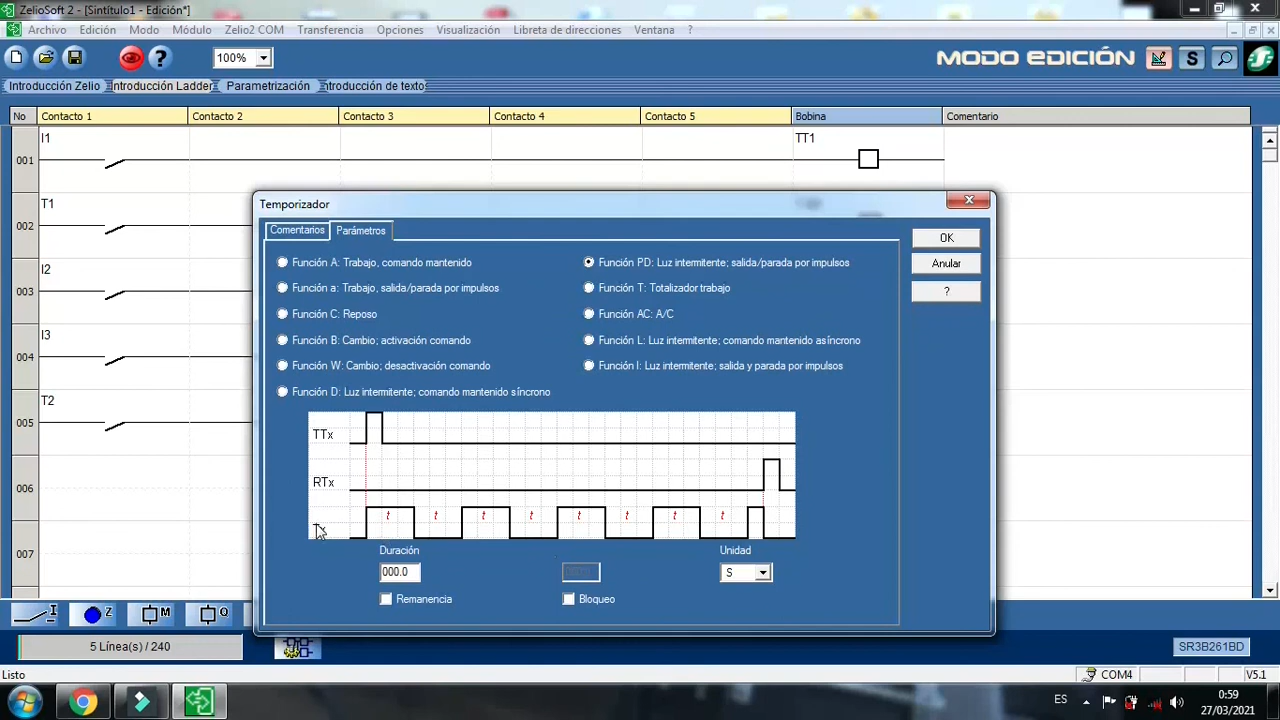 ZelioSoft 2 - [Sintítulo1 - Edición*]
Archivo Edición Modo Módulo Zelio2 COM Transferencia Opciones Visualización Libreta de direcciones Ventana ?
100% MODO EDICIÓN S
Introducción Zelio Introducción Ladder Parametrización ntroducción de texto
No Contacto 1 Contacto 2 Contacto 3 Contacto 4 Contacto 5 Bobina Comentario
I1 TT1
001
T1
002
I2
003
I3
004
T2
005
006
007
Temporizador
Comentarios Parámetros
OK
Anular
?
Función A: Trabajo, comando mantenido
Función a: Trabajo, salida/parada por impulsos
Función C: Reposo
Función B: Cambio; activación comando
Función W: Cambio; desactivación comando
Función D: Luz intermitente; comando mantenido síncrono
Función PD: Luz intermitente; salida/parada por impulsos
Función T: Totalizador trabajo
Función AC: A/C
Función L: Luz intermitente; comando mantenido asíncrono
Función I: Luz intermitente; salida y parada por impulsos
TTx
RTx
t t t t t t t t
Duración Unidad
000.0 S
Remanencia Bloqueo
I Z M Q
5 Línea(s) / 240 SR3B261BD
Listo COM4 V5.1
ES 0:59
27/03/2021